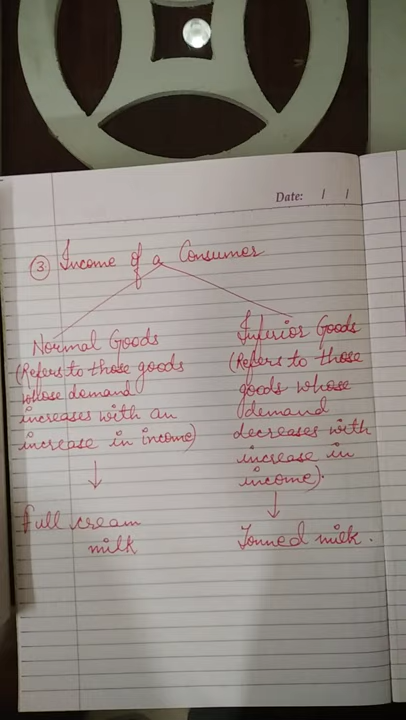 Date: / /
③ Income of a Consumer
Normal Goods
(Refers to those goods
whose demand
increases with an
increase in income)
Full cream
milk
Inferior Goods
(Refers to those
goods whose
demand
decreases with
increase in
income).
Tonned milk.